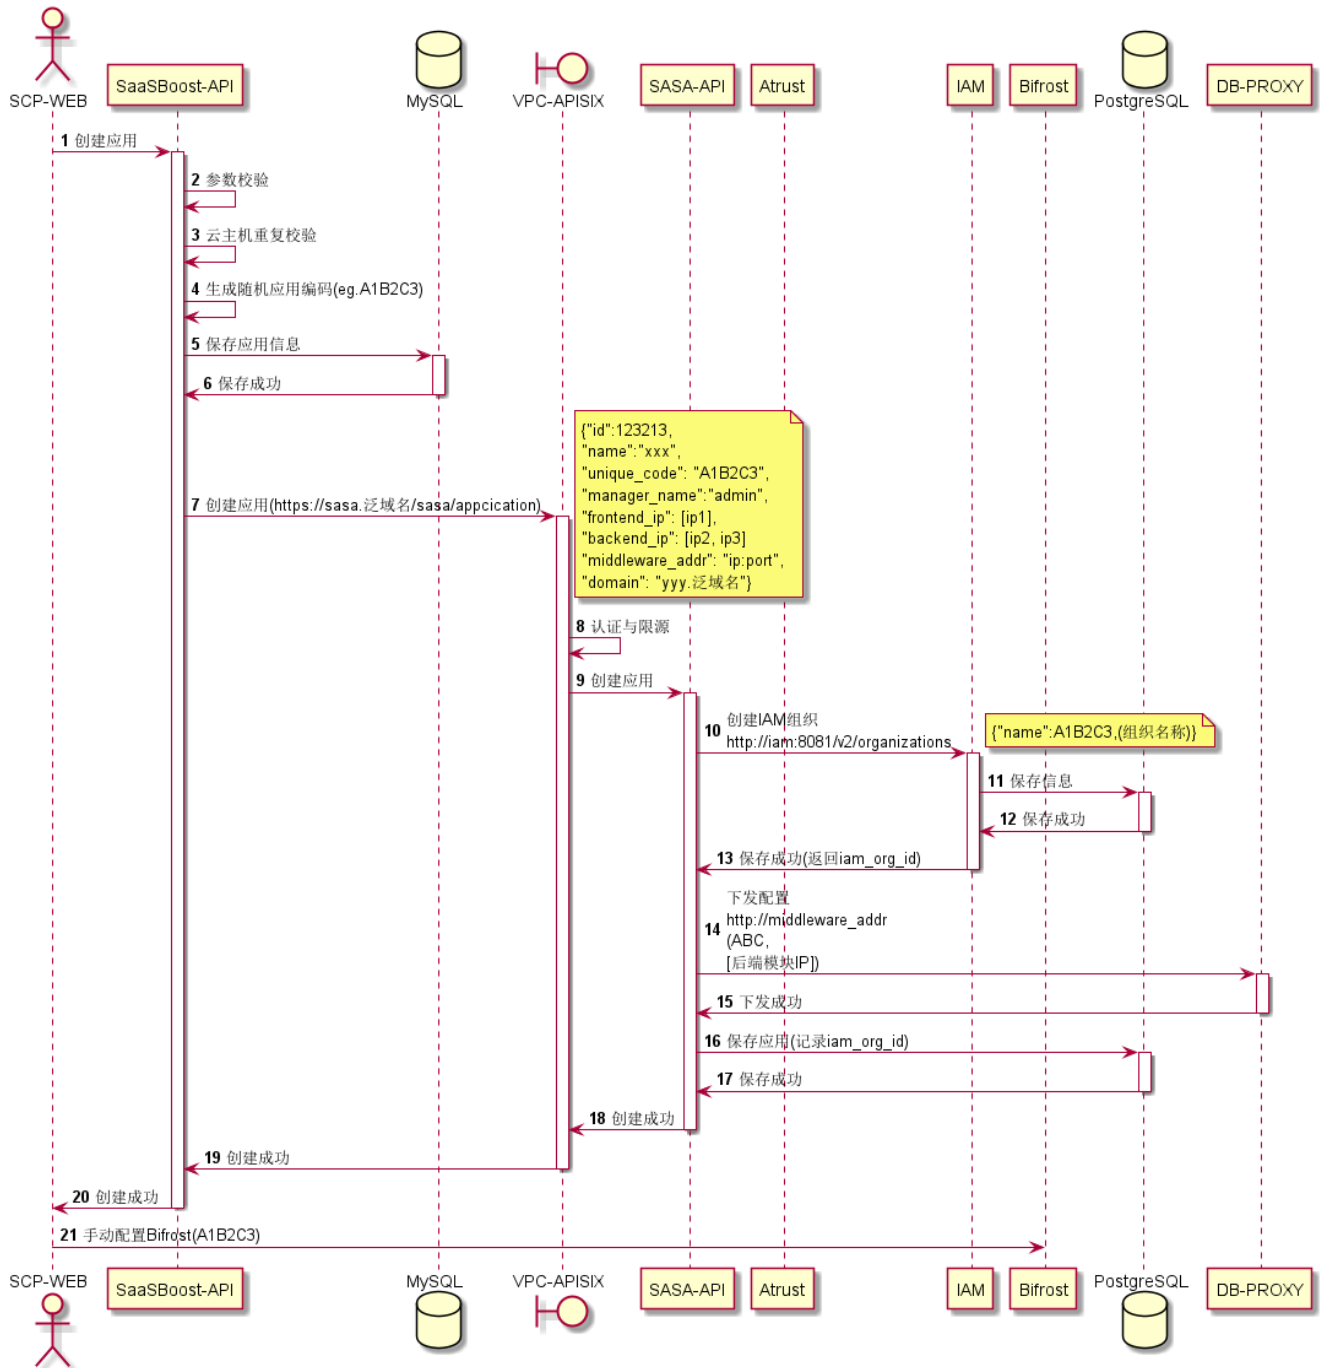 SCP-WEB
SaaSBoost-API
MySQL
VPC-APISIX
SASA-API
Atrust
IAM
Bifrost
PostgreSQL
DB-PROXY
1 创建应用
2 参数校验
3 云主机重复校验
4 生成随机应用编码(eg.A1B2C3)
5 保存应用信息
6 保存成功
{"id":123213,
"name":"xxx",
"unique_code": "A1B2C3",
"manager_name":"admin",
"frontend_ip": [ip1],
"backend_ip": [ip2, ip3]
"middleware_addr": "ip:port",
"domain": "yyy.泛域名"}
7 创建应用(https://sasa.泛域名/sasa/appcication)
8 认证与限源
9 创建应用
10 创建IAM组织
http://iam:8081/v2/organizations
{"name":A1B2C3,(组织名称)}
11 保存信息
12 保存成功
13 保存成功(返回iam_org_id)
14 下发配置
http://middleware_addr
(ABC,
[后端模块IP])
15 下发成功
16 保存应用(记录iam_org_id)
17 保存成功
18 创建成功
19 创建成功
20 创建成功
21 手动配置Bifrost(A1B2C3)
SCP-WEB
SaaSBoost-API
MySQL
VPC-APISIX
SASA-API
Atrust
IAM
Bifrost
PostgreSQL
DB-PROXY